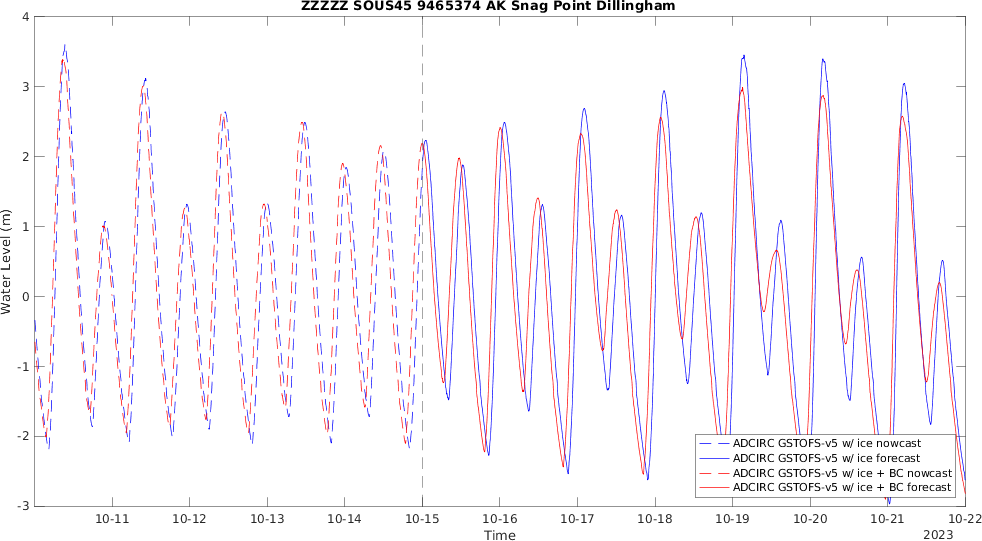 ZZZZZ SOUS45 9465374 AK Snag Point Dillingham
4
3
2
1
0
-1
-2
-3
Water Level (m)
10-11 10-12 10-13 10-14 10-15 10-16 10-17 10-18 10-19 10-20 10-21 10-22
Time
2023
ADCIRC GSTOFS-v5 w/ ice nowcast
ADCIRC GSTOFS-v5 w/ ice forecast
ADCIRC GSTOFS-v5 w/ ice + BC nowcast
ADCIRC GSTOFS-v5 w/ ice + BC forecast